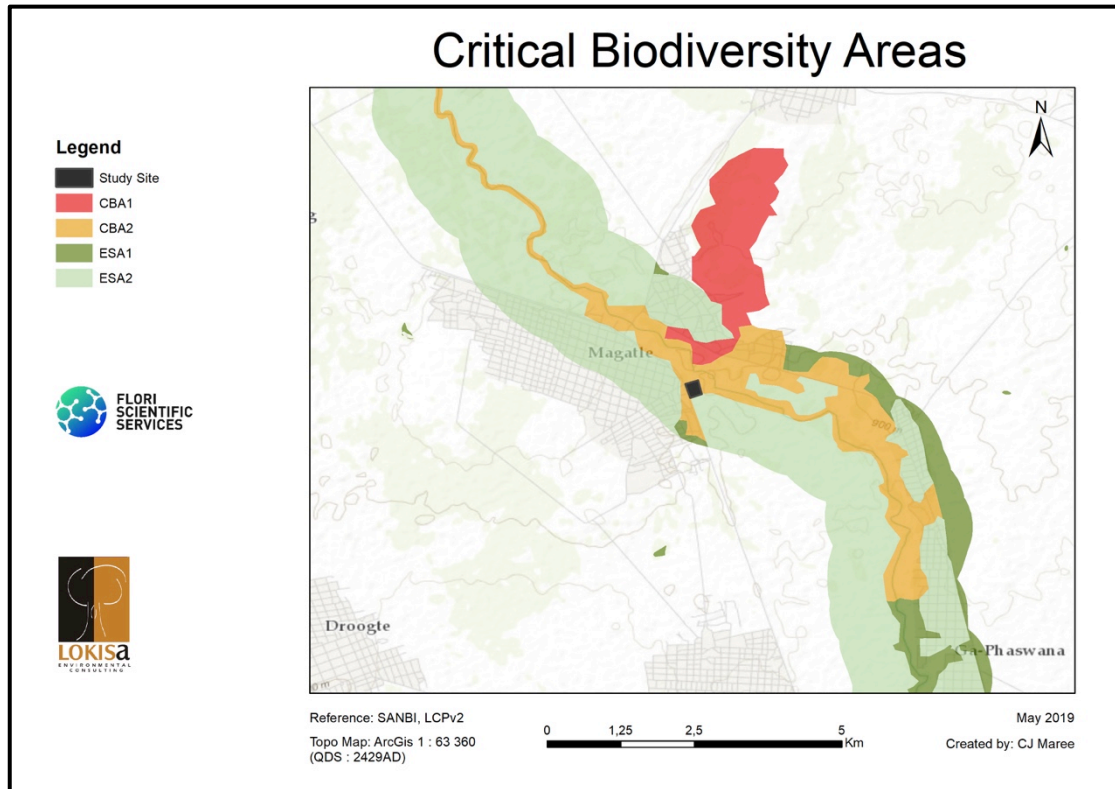 Critical Biodiversity Areas
Legend
Study Site
CBA1
CBA2
ESA1
ESA2
FLORI
SCIENTIFIC
SERVICES
LOKISa
ENVIRONMENTAL
CONSULTING
N
g
Magatle
900 m
Droogte
Ga-Phaswana
0 m
Reference: SANBI, LCPv2
Topo Map: ArcGis 1 : 63 360
(QDS : 2429AD)
0 1,25 2,5 5
Km
May 2019
Created by: CJ Maree